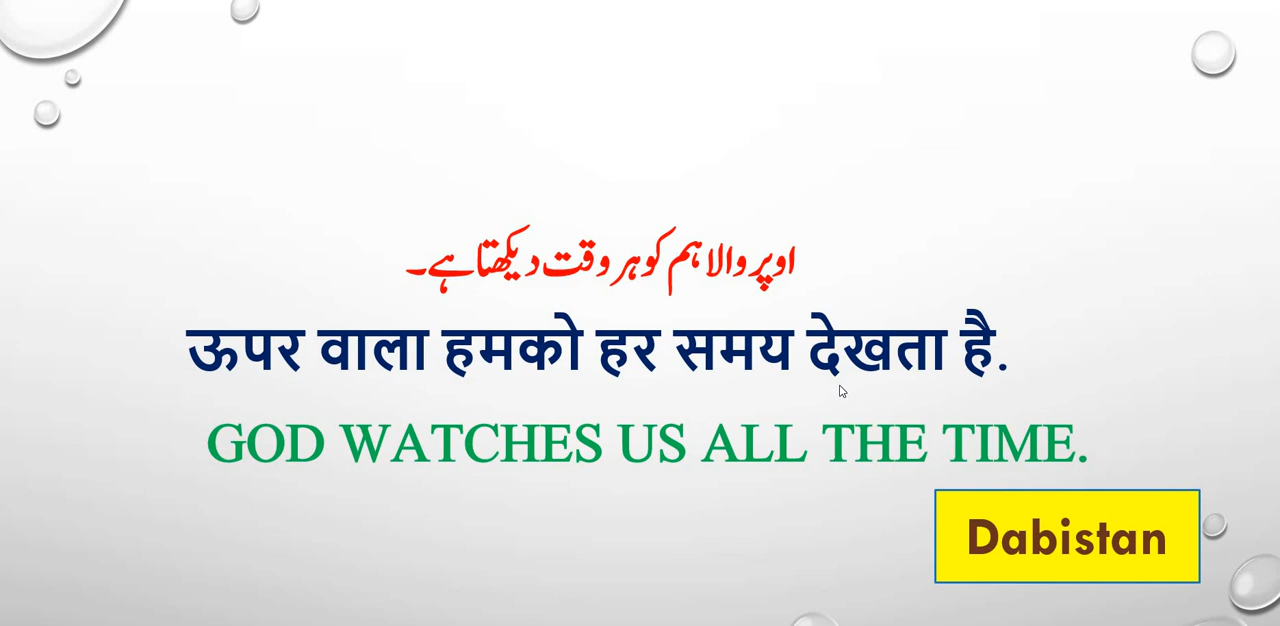 اوپر والا ہم کو ہر وقت دیکھتا ہے۔
ऊपर वाला हमको हर समय देखता है.
GOD WATCHES US ALL THE TIME.
Dabistan